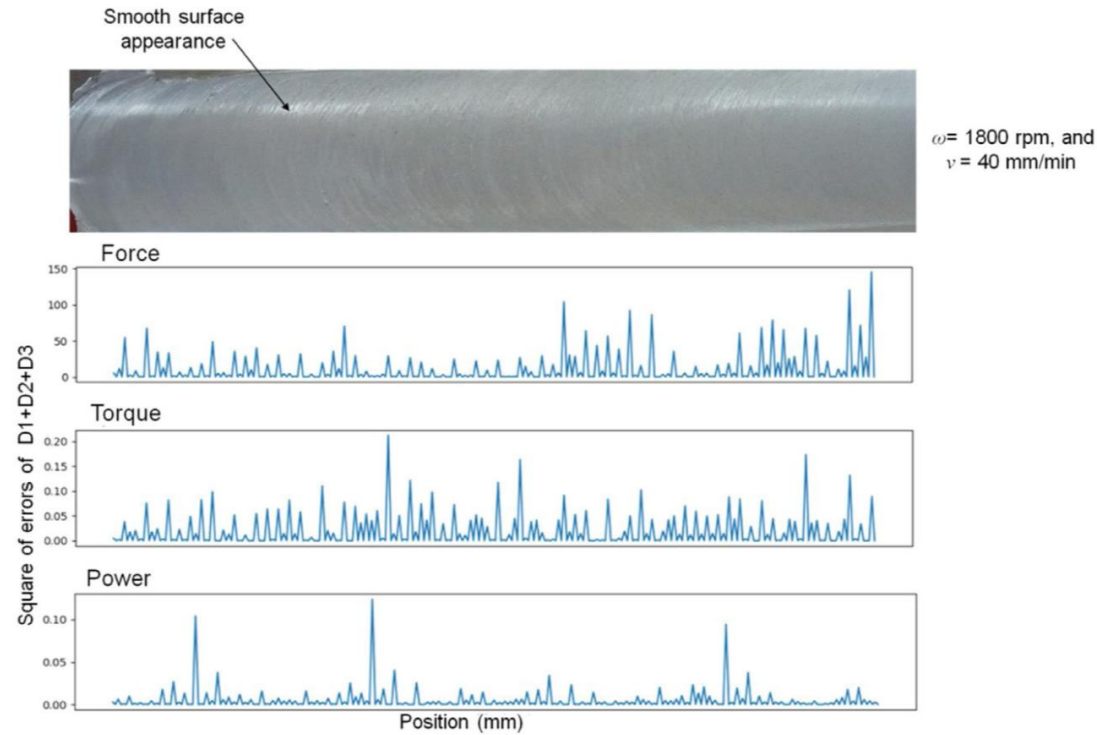 Smooth surface
appearance
ω= 1800 rpm, and
v = 40 mm/min
Force
150
100
50
0
Torque
0.20
0.15
0.10
0.05
0.00
Power
0.10
0.05
0.00
Square of errors of D1+D2+D3
Position (mm)